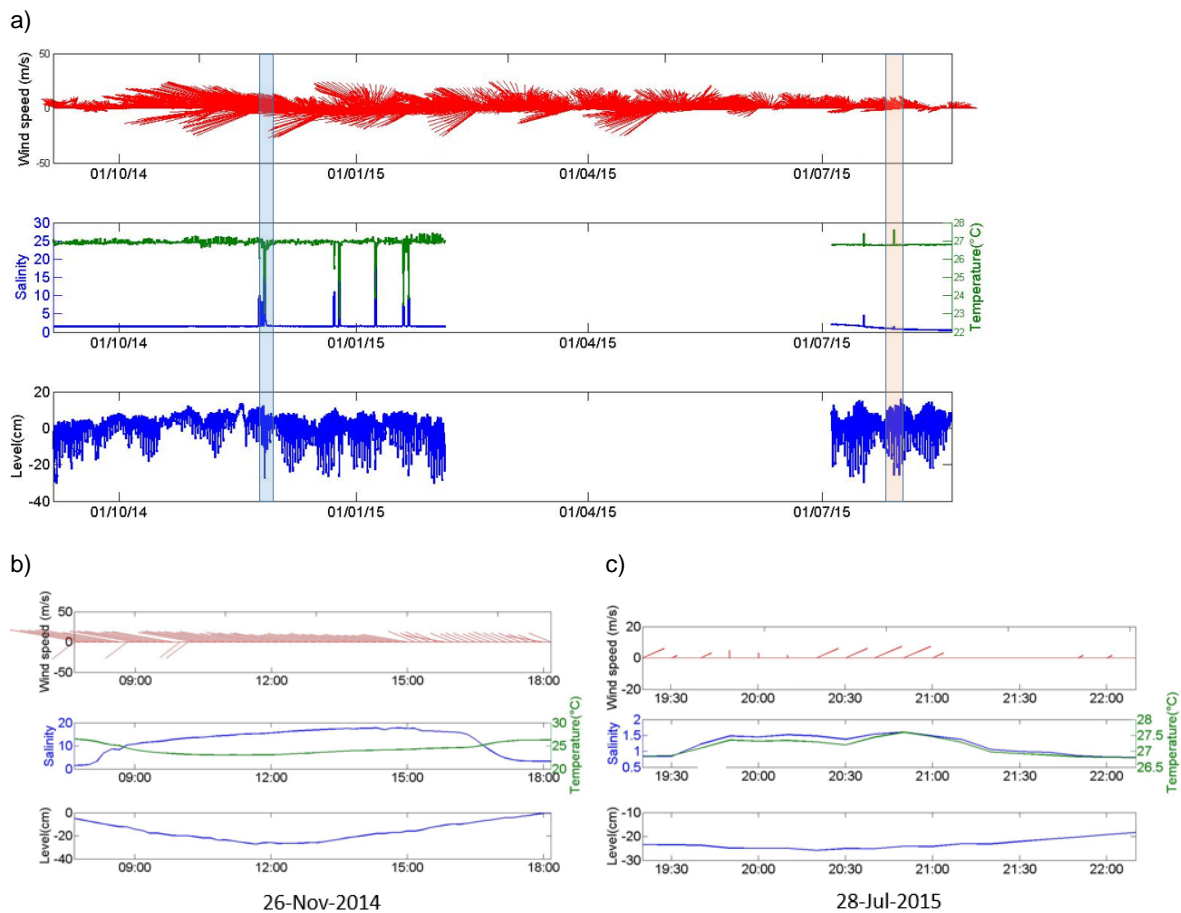 a)
Wind speed (m/s)
50
0
-50
01/10/14 01/01/15 01/04/15 01/07/15
Salinity
30
25
20
15
10
5
0
Temperature(°C)
28
27
26
25
24
23
22
01/10/14 01/01/15 01/04/15 01/07/15
Level(cm)
20
0
-20
-40
01/10/14 01/01/15 01/04/15 01/07/15
b)
Wind speed (m/s)
50
0
-50
09:00 12:00 15:00 18:00
Salinity
20
10
0
Temperature(°C)
30
25
20
09:00 12:00 15:00 18:00
Level(cm)
0
-20
-40
09:00 12:00 15:00 18:00
26-Nov-2014
c)
Wind speed (m/s)
20
0
-20
19:30 20:00 20:30 21:00 21:30 22:00
Salinity
2
1.5
1
0.5
Temperature(°C)
28
27.5
27
26.5
19:30 20:00 20:30 21:00 21:30 22:00
Level(cm)
-10
-20
-30
19:30 20:00 20:30 21:00 21:30 22:00
28-Jul-2015